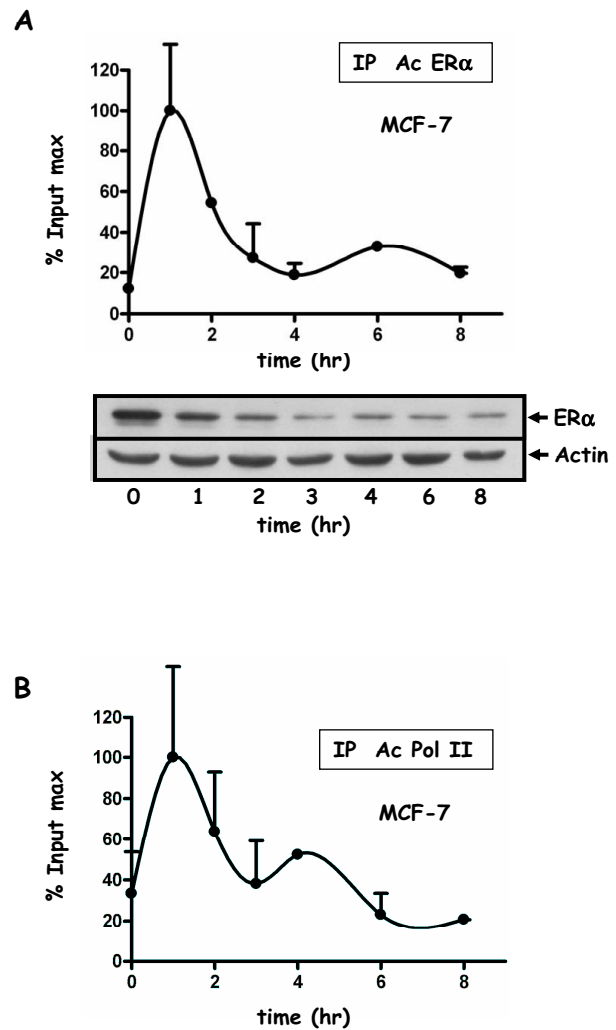 A
IP Ac ERα
MCF-7
% Input max
120
100
80
60
40
20
0
0 2 4 6 8
time (hr)
ERα
Actin
0 1 2 3 4 6 8
time (hr)
B
IP Ac Pol II
MCF-7
% Input max
120
100
80
60
40
20
0
0 2 4 6 8
time (hr)